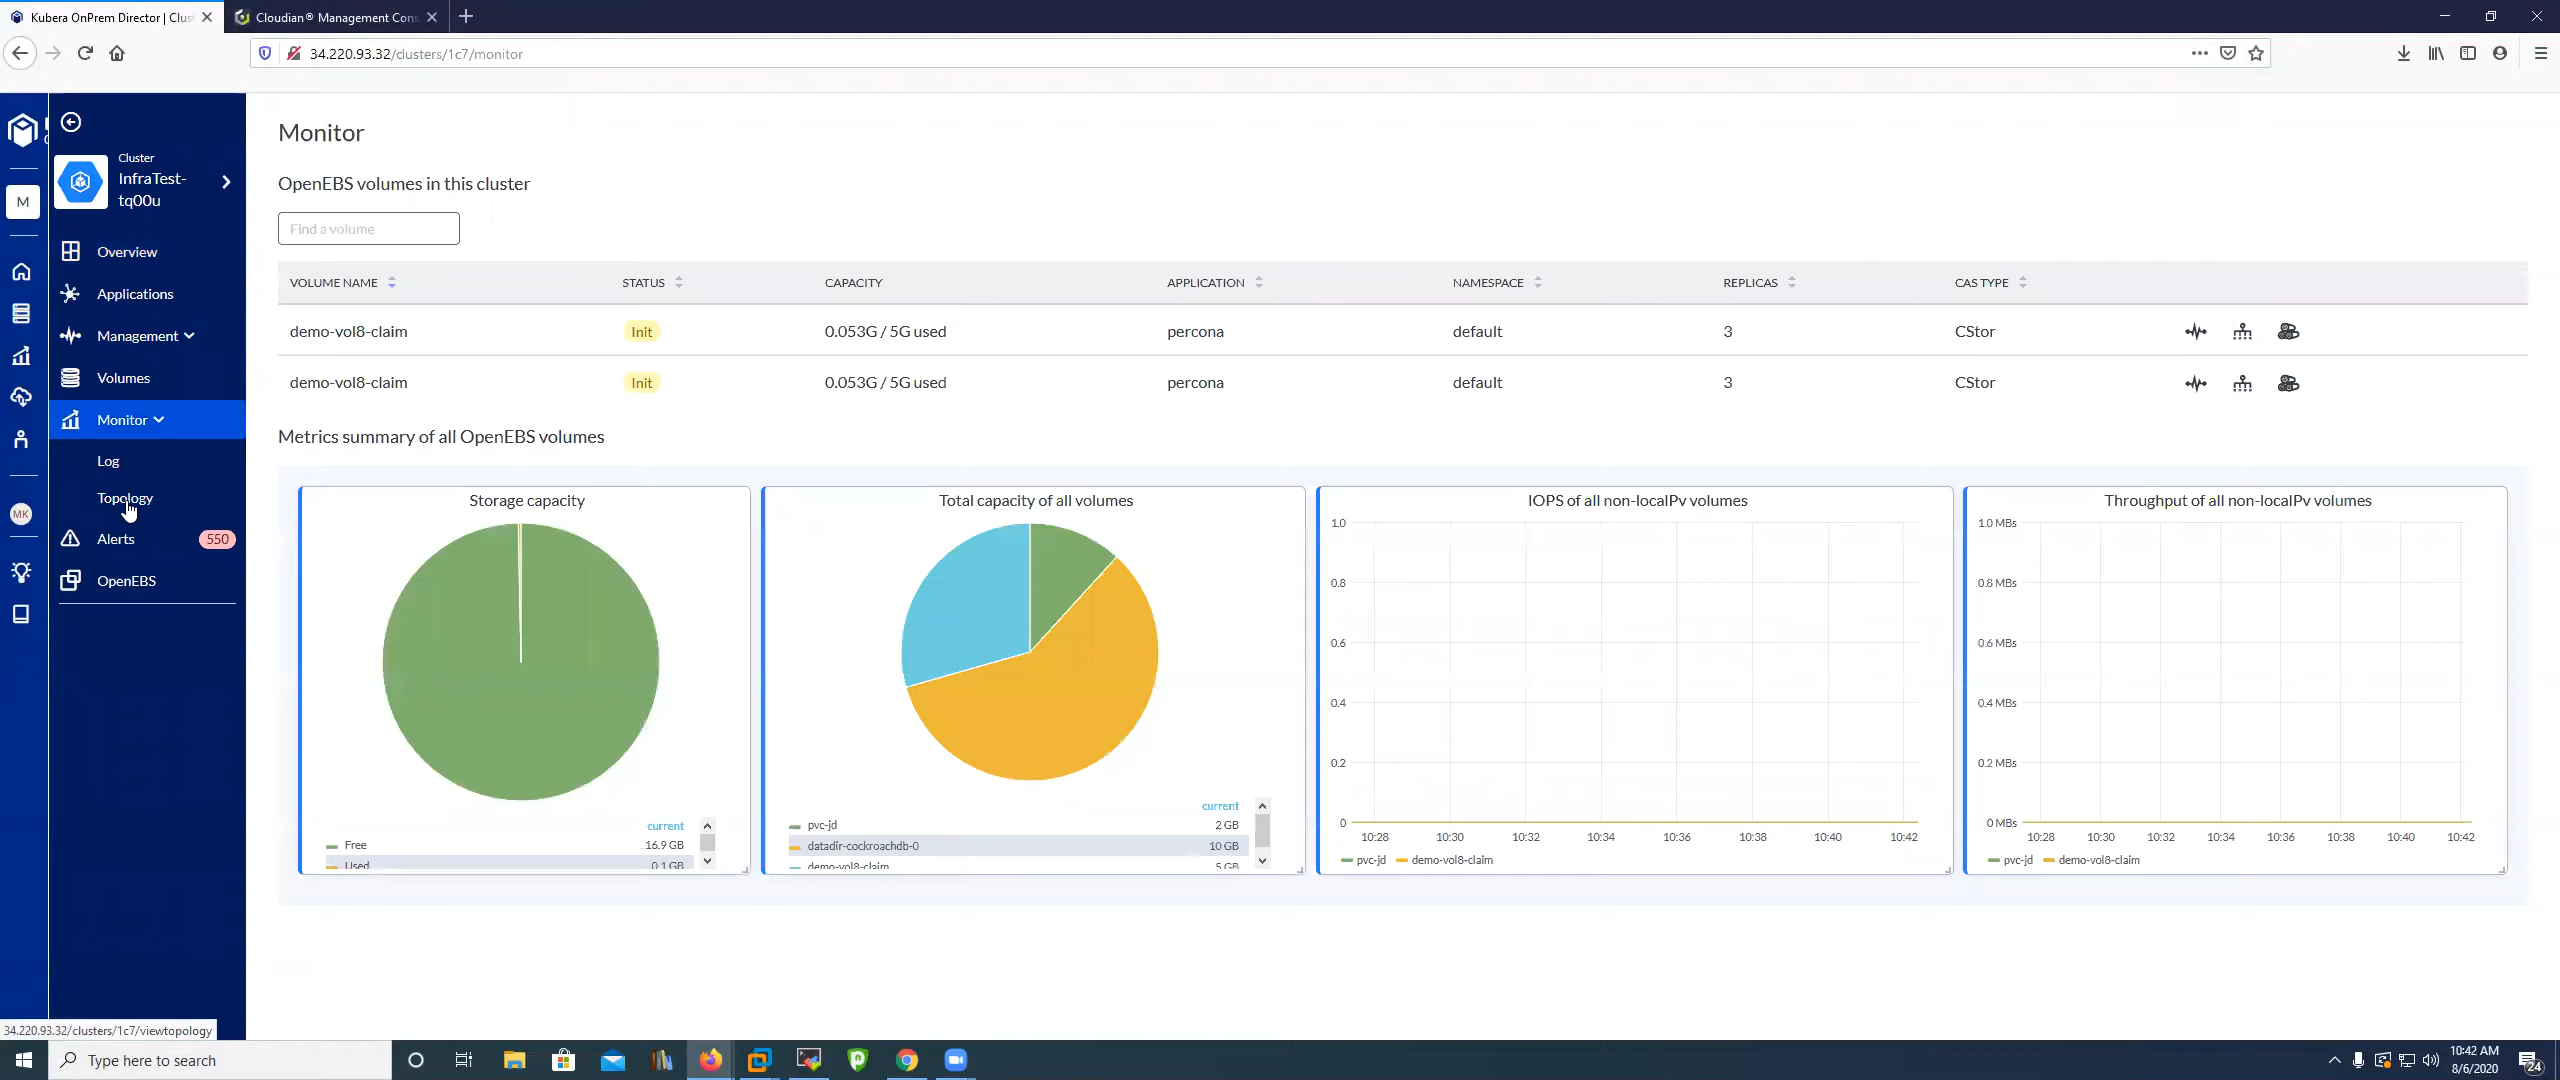 Kubera OnPrem Director | Clus
Cloudian® Management Con
34.220.93.32/clusters/1c7/monitor
Cluster
InfraTest-
tq00u
M
Overview
Applications
Management
Volumes
Monitor
Log
Topology
MK
Alerts
550
OpenEBS
Monitor
OpenEBS volumes in this cluster
Find a volume
VOLUME NAME STATUS CAPACITY APPLICATION NAMESPACE REPLICAS CAS TYPE
demo-vol8-claim Init 0.053G / 5G used percona default 3 CStor
demo-vol8-claim Init 0.053G / 5G used percona default 3 CStor
Metrics summary of all OpenEBS volumes
Storage capacity
current
Free 16.9 GB
Used 0.1 GB
Total capacity of all volumes
current
pvc-jd 2 GB
datadir-cockroachdb-0 10 GB
demo-vol8-claim 5 GB
IOPS of all non-localPv volumes
1.0
0.8
0.6
0.4
0.2
0
10:28 10:30 10:32 10:34 10:36 10:38 10:40 10:42
pvc-jd demo-vol8-claim
Throughput of all non-localPv volumes
1.0 MBs
0.8 MBs
0.6 MBs
0.4 MBs
0.2 MBs
0 MBs
10:28 10:30 10:32 10:34 10:36 10:38 10:40 10:42
pvc-jd demo-vol8-claim
34.220.93.32/clusters/1c7/viewtopology
Type here to search
10:42 AM
8/6/2020
24